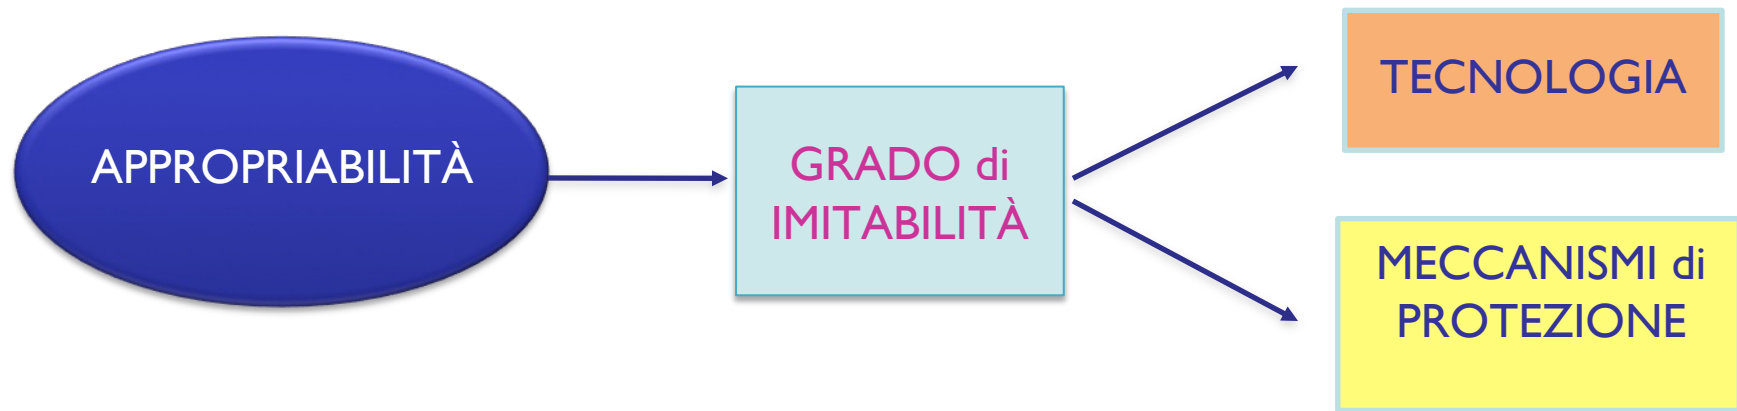 APPROPRIABILITÀ
GRADO di
IMITABILITÀ
TECNOLOGIA
MECCANISMI di
PROTEZIONE